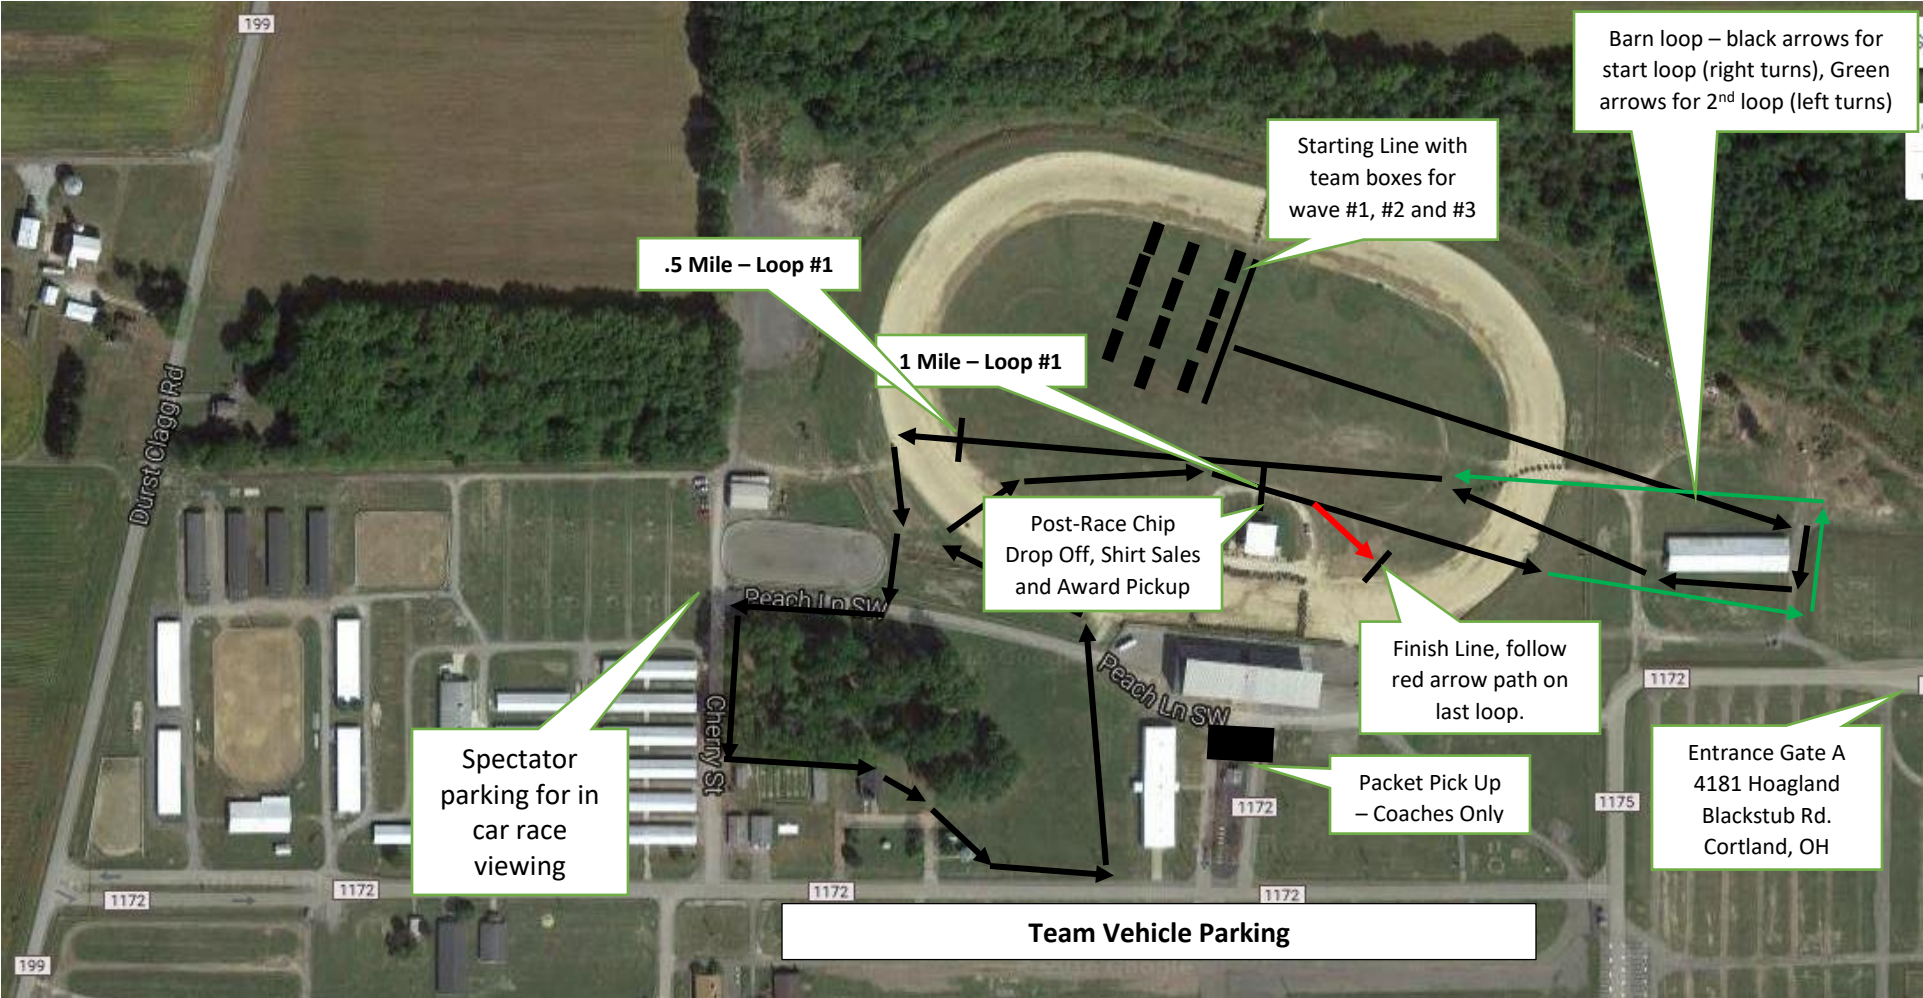 199
Barn loop – black arrows for
start loop (right turns), Green
arrows for 2nd loop (left turns)
Starting Line with
team boxes for
wave #1, #2 and #3
.5 Mile – Loop #1
1 Mile – Loop #1
Durst Clagg Rd
Post-Race Chip
Drop Off, Shirt Sales
and Award Pickup
Peach Ln SW
Finish Line, follow
red arrow path on
last loop.
Peach Ln SW
1172
Cherry St
Spectator
parking for in
car race
viewing
Entrance Gate A
4181 Hoagland
Blackstub Rd.
Cortland, OH
Packet Pick Up
– Coaches Only
1172
1175
1172
1172
1172
1172
Team Vehicle Parking
199